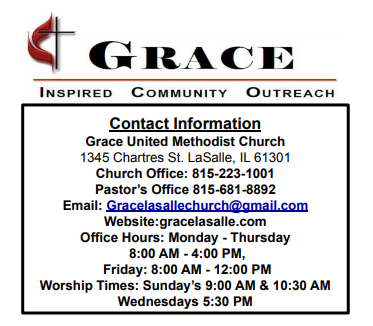 GRACE
INSPIRED COMMUNITY OUTREACH
Contact Information
Grace United Methodist Church
1345 Chartres St. LaSalle, IL 61301
Church Office: 815-223-1001
Pastor's Office 815-681-8892
Email: Gracelasallechurch@gmail.com
Website:gracelasalle.com
Office Hours: Monday - Thursday
8:00 AM - 4:00 PM,
Friday: 8:00 AM - 12:00 PM
Worship Times: Sunday's 9:00 AM & 10:30 AM
Wednesdays 5:30 PM